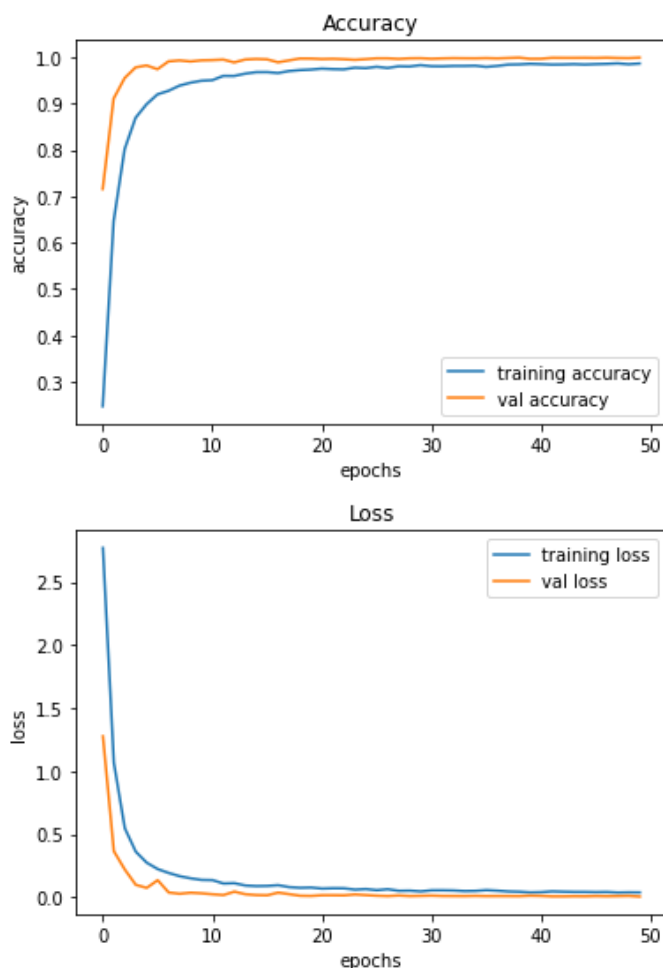 Accuracy
1.0
0.9
0.8
0.7
0.6
0.5
0.4
0.3
accuracy
training accuracy
val accuracy
0 10 20 30 40 50
epochs
Loss
2.5
2.0
1.5
1.0
0.5
0.0
loss
training loss
val loss
0 10 20 30 40 50
epochs